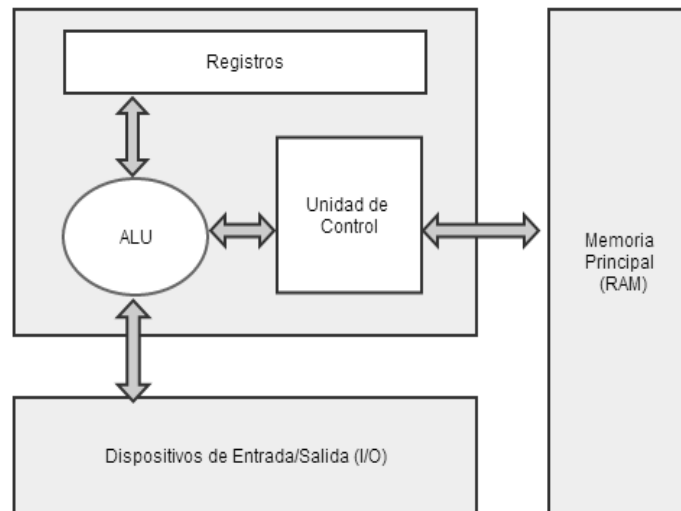 Registros
ALU
Unidad de
Control
Memoria
Principal
(RAM)
Dispositivos de Entrada/Salida (I/O)